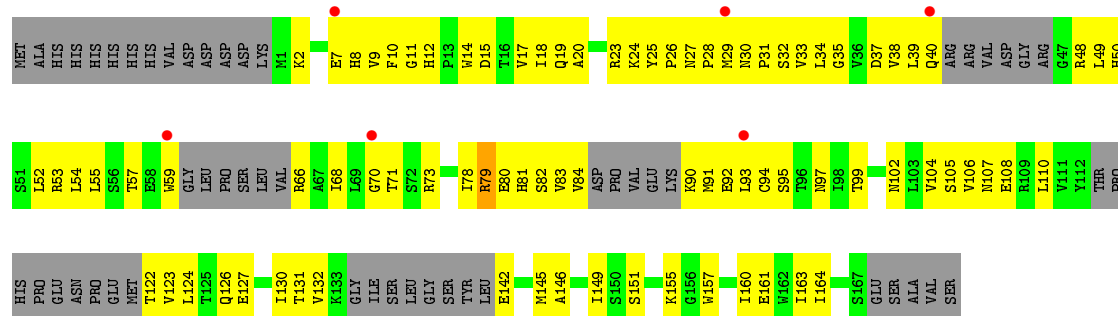 MET ALA HIS HIS HIS HIS HIS HIS VAL ASP ASP ASP ASP LYS M1 K2 E7 H8 V9 F10 G11 H12 P13 W14 D15 T16 V17 I18 Q19 A20 R23 K24 Y25 P26 N27 P28 M29 N30 P31 S32 V33 L34 G35 V36 D37 V38 L39 Q40 ARG ARG VAL ASP GLY ARG G47 R48 L49 H50
S51 L52 R53 L54 L55 S56 T57 E58 W59 GLY LEU PRO SER LEU VAL R66 A67 I68 L69 G70 T71 S72 R73 I78 R79 E80 H81 S82 V83 V84 ASP PRO VAL GLU LYS K90 M91 E92 L93 C94 S95 T96 N97 I98 T99 N102 L103 V104 S105 V106 N107 E108 R109 L110 V111 Y112 THR PRO
HIS PRO GLU ASN PRO GLU MET T122 V123 L124 T125 Q126 E127 I130 T131 V132 K133 GLY ILE SER LEU GLY SER TYR LEU E142 M145 A146 I149 S150 S151 K155 G156 W157 I160 E161 W162 I163 I164 S167 GLU SER ALA VAL SER